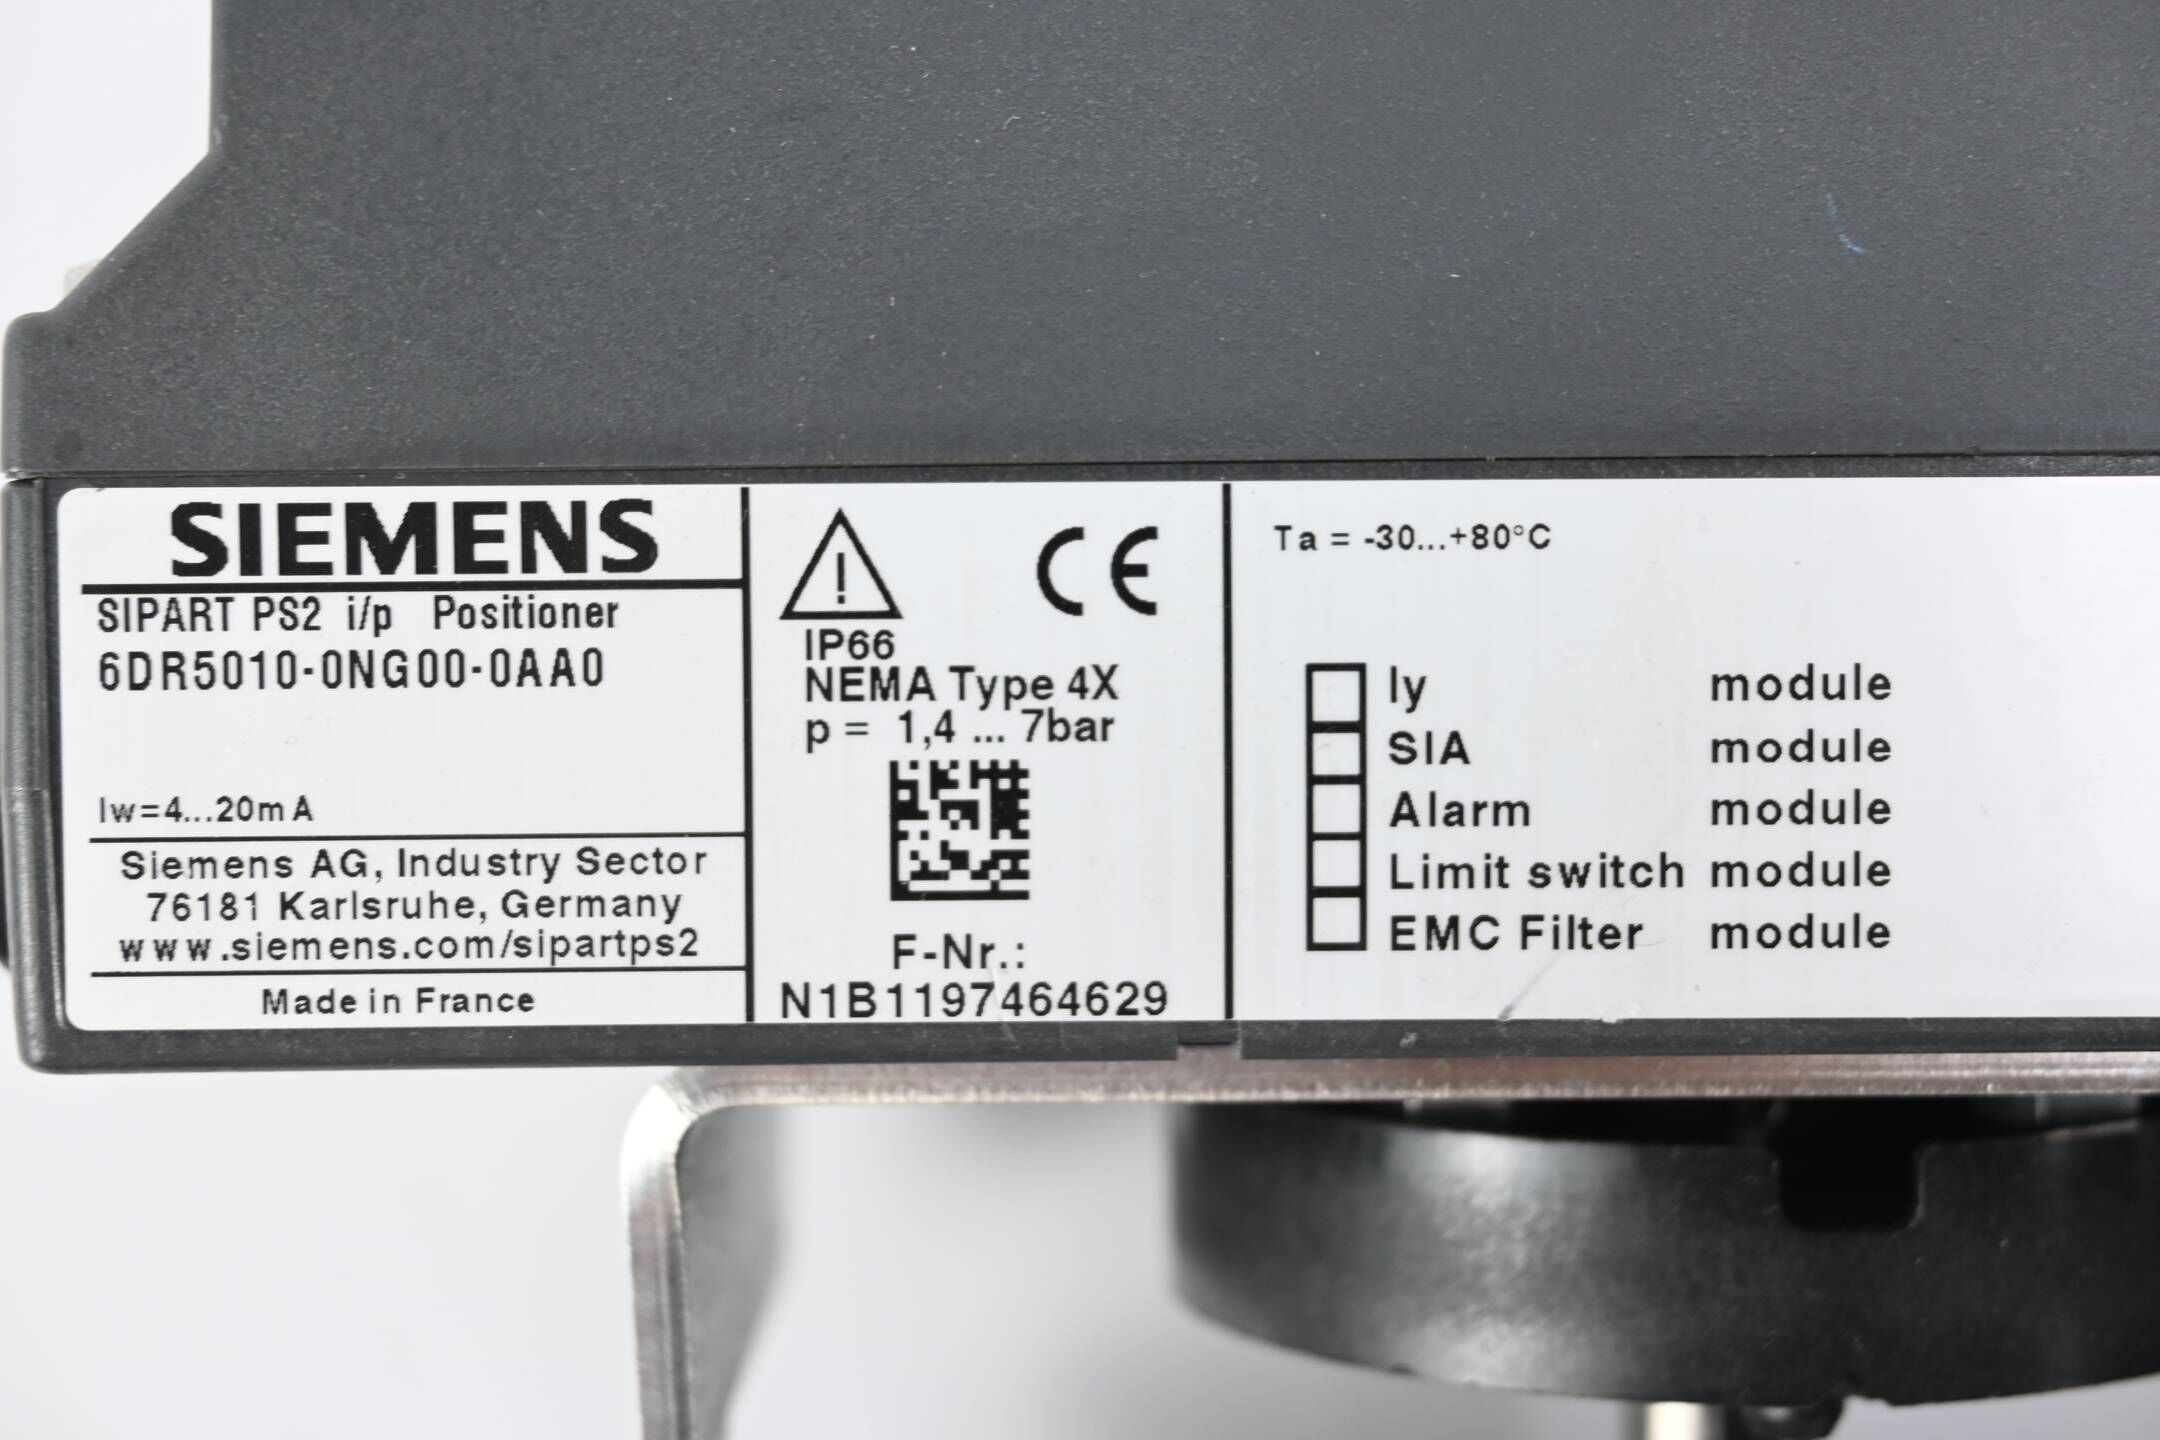 SIEMENS
SIPART PS2 i/p Positioner
6DR5010-0NG00-0AA0
Iw=4...20mA
Siemens AG, Industry Sector
76181 Karlsruhe, Germany
www.siemens.com/sipartps2
Made in France
!
CE
IP66
NEMA Type 4X
p = 1,4 ... 7bar
F-Nr.:
N1B1197464629
Ta = -30...+80°C
Iy module
SIA module
Alarm module
Limit switch module
EMC Filter module